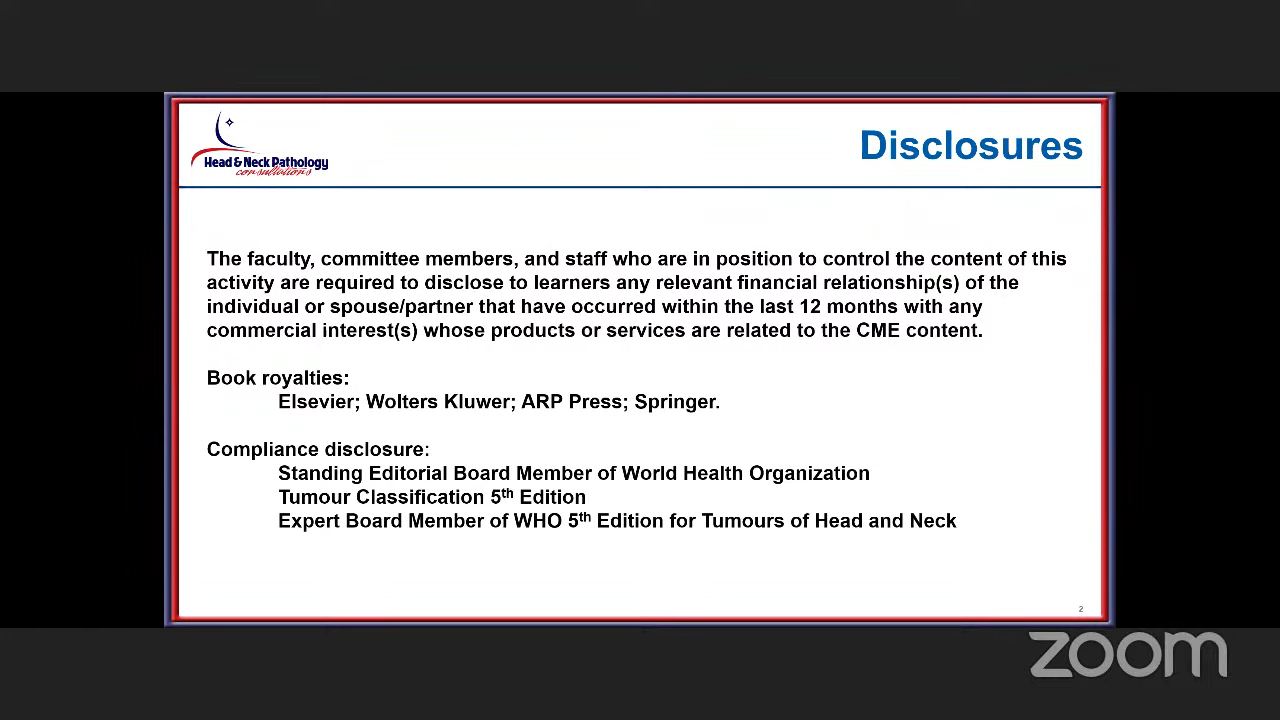 Head & Neck Pathology
consultations
Disclosures
The faculty, committee members, and staff who are in position to control the content of this
activity are required to disclose to learners any relevant financial relationship(s) of the
individual or spouse/partner that have occurred within the last 12 months with any
commercial interest(s) whose products or services are related to the CME content.
Book royalties:
Elsevier; Wolters Kluwer; ARP Press; Springer.
Compliance disclosure:
Standing Editorial Board Member of World Health Organization
Tumour Classification 5th Edition
Expert Board Member of WHO 5th Edition for Tumours of Head and Neck
2
zoom